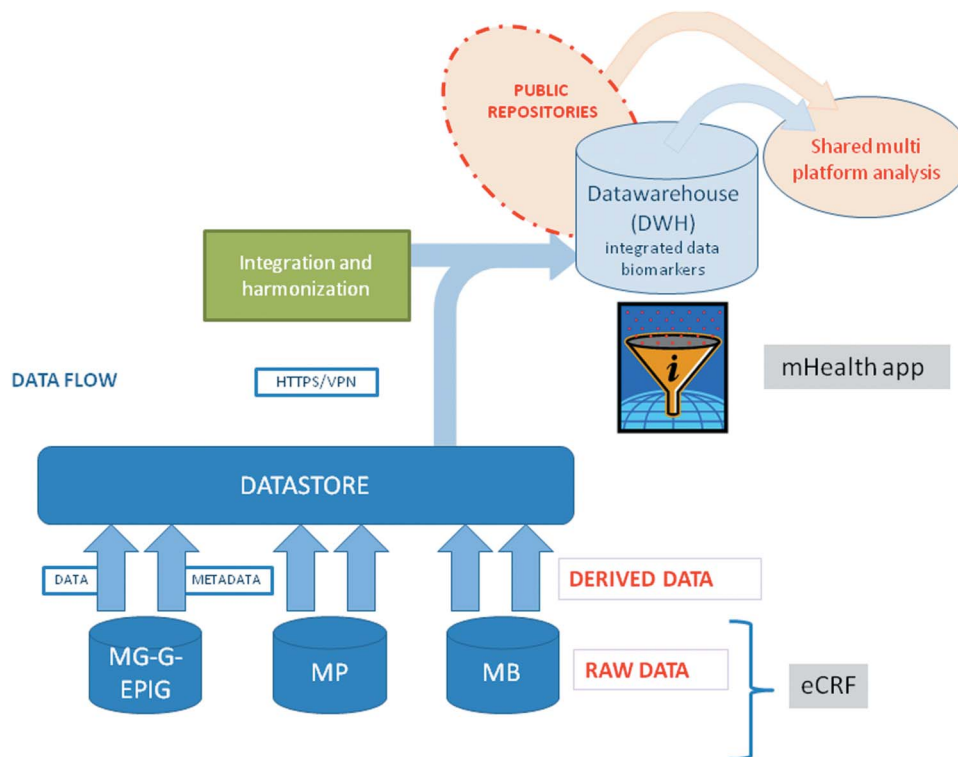 PUBLIC
REPOSITORIES
Shared multi
platform analysis
Datawarehouse
(DWH)
integrated data
biomarkers
Integration and
harmonization
i
mHealth app
DATA FLOW
HTTPS/VPN
DATASTORE
DATA
METADATA
DERIVED DATA
MG-G-
EPIG
MP
MB
RAW DATA
eCRF